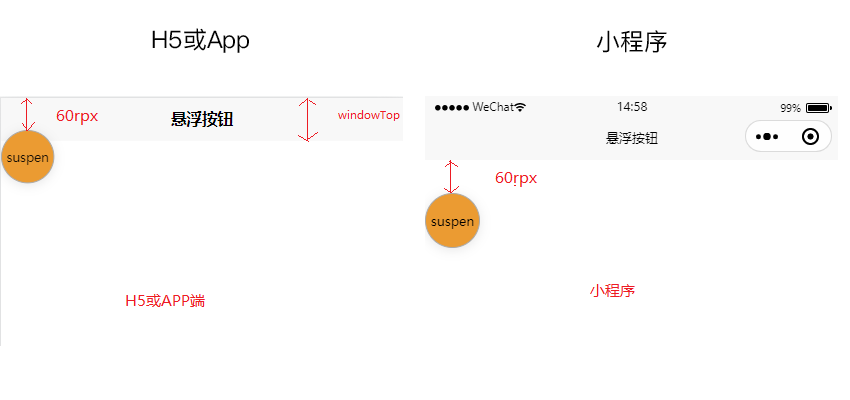 H5或App
小程序
60rpx
悬浮按钮
windowTop
suspen
H5或APP端
WeChat
14:58
99%
悬浮按钮
60rpx
suspen
小程序